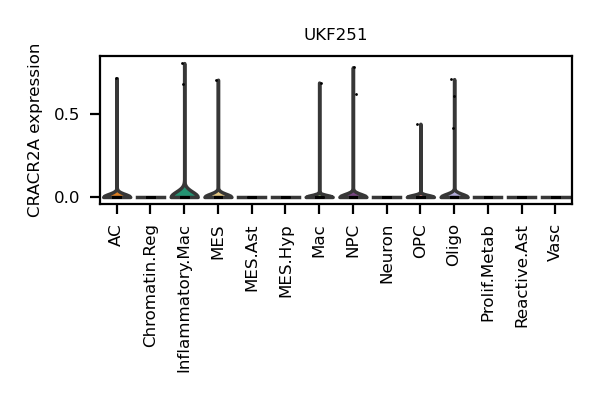 UKF251
CRACR2A expression
0.5
0.0
AC
Chromatin.Reg
Inflammatory.Mac
MES
MES.Ast
MES.Hyp
Mac
NPC
Neuron
OPC
Oligo
Prolif.Metab
Reactive.Ast
Vasc